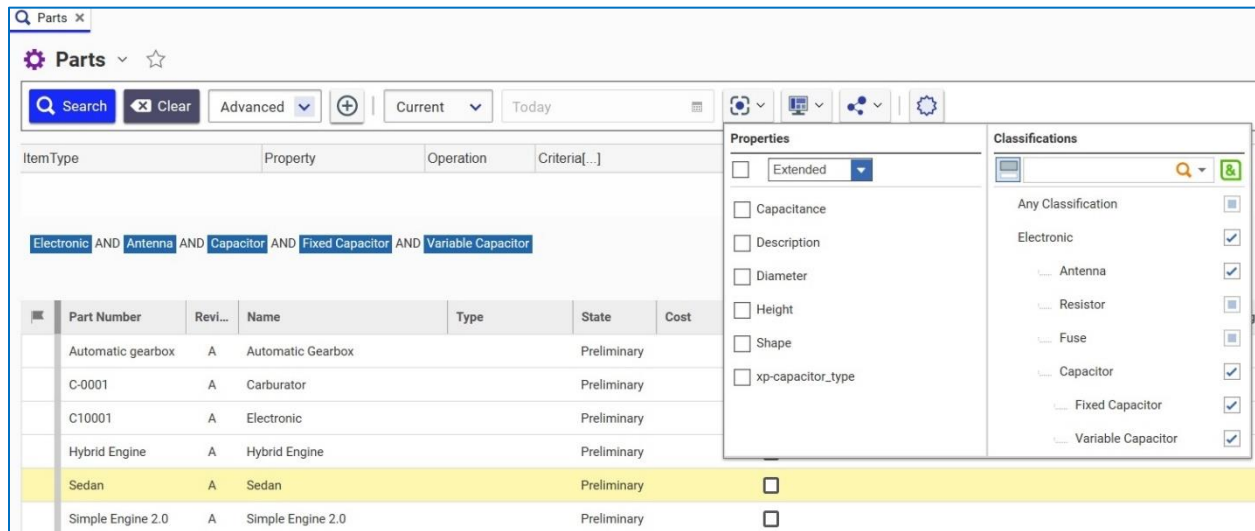 Parts
Parts
Search Clear Advanced Current Today
ItemType Property Operation Criteria[...]
Electronic AND Antenna AND Capacitor AND Fixed Capacitor AND Variable Capacitor
Properties
Extended
Capacitance
Description
Diameter
Height
Shape
xp-capacitor_type
Classifications
&
Any Classification
Electronic
Antenna
Resistor
Fuse
Capacitor
Fixed Capacitor
Variable Capacitor
Part Number Revi... Name Type State Cost
Automatic gearbox A Automatic Gearbox Preliminary
C-0001 A Carburator Preliminary
C10001 A Electronic Preliminary
Hybrid Engine A Hybrid Engine Preliminary
Sedan A Sedan Preliminary
Simple Engine 2.0 A Simple Engine 2.0 Preliminary